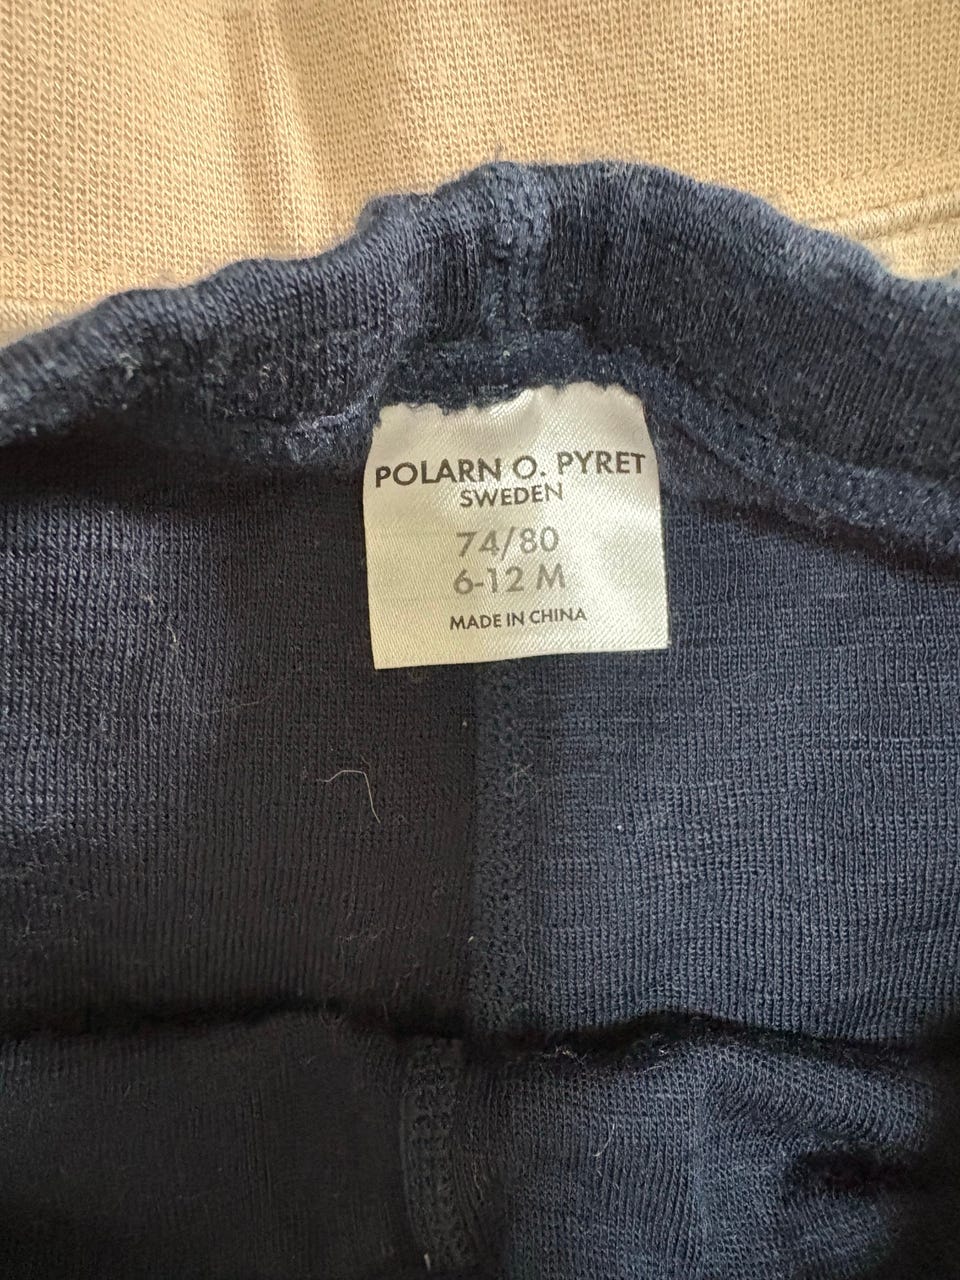 POLARN O. PYRET
SWEDEN
74/80
6-12 M
MADE IN CHINA